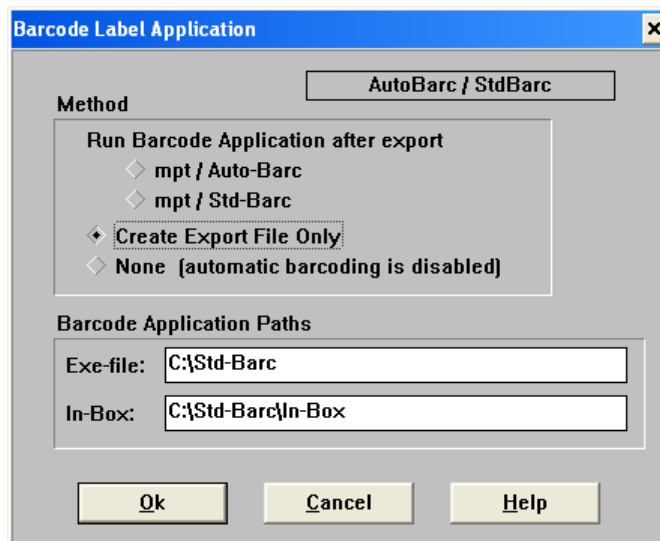 Barcode Label Application
AutoBarc / StdBarc
Method
Run Barcode Application after export
mpt / Auto-Barc
mpt / Std-Barc
Create Export File Only
None (automatic barcoding is disabled)
Barcode Application Paths
Exe-file: C:\Std-Barc
In-Box: C:\Std-Barc\In-Box
Ok Cancel Help